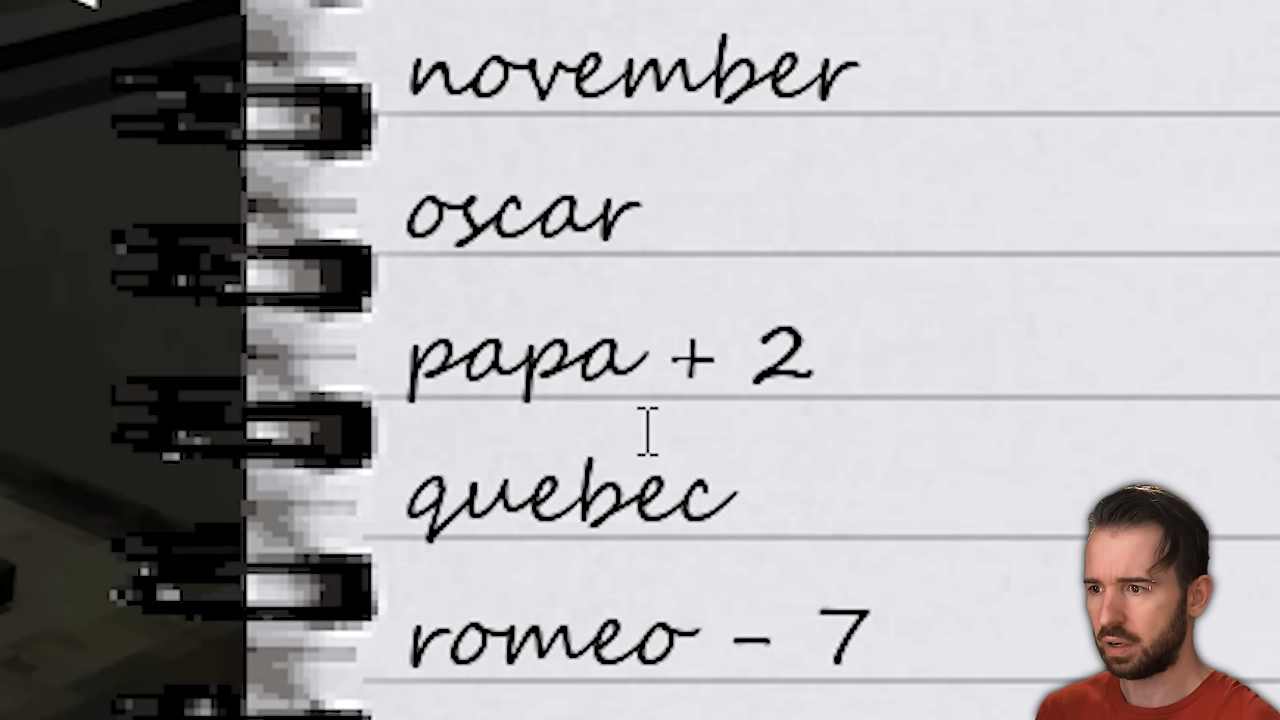 november
oscar
papa + 2
quebec
romeo - 7